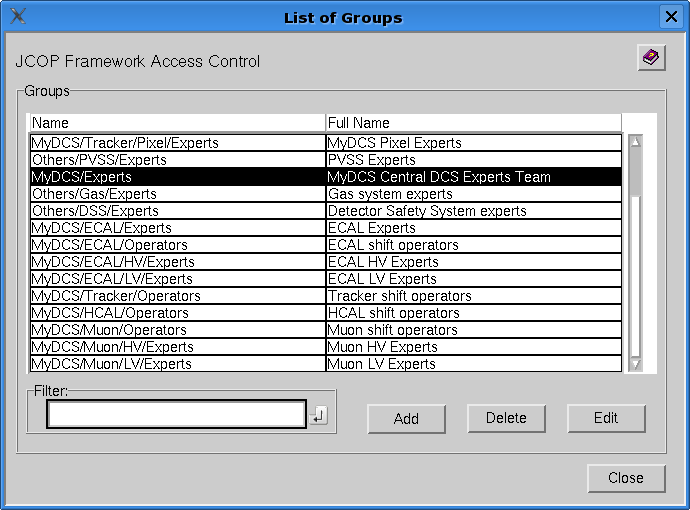 List of Groups
JCOP Framework Access Control
Groups
Name Full Name
MyDCS/Tracker/Pixel/Experts MyDCS Pixel Experts
Others/PVSS/Experts PVSS Experts
MyDCS/Experts MyDCS Central DCS Experts Team
Others/Gas/Experts Gas system experts
Others/DSS/Experts Detector Safety System experts
MyDCS/ECAL/Experts ECAL Experts
MyDCS/ECAL/Operators ECAL shift operators
MyDCS/ECAL/HV/Experts ECAL HV Experts
MyDCS/ECAL/LV/Experts ECAL LV Experts
MyDCS/Tracker/Operators Tracker shift operators
MyDCS/HCAL/Operators HCAL shift operators
MyDCS/Muon/Operators Muon shift operators
MyDCS/Muon/HV/Experts Muon HV Experts
MyDCS/Muon/LV/Experts Muon LV Experts
Filter:
Add Delete Edit
Close